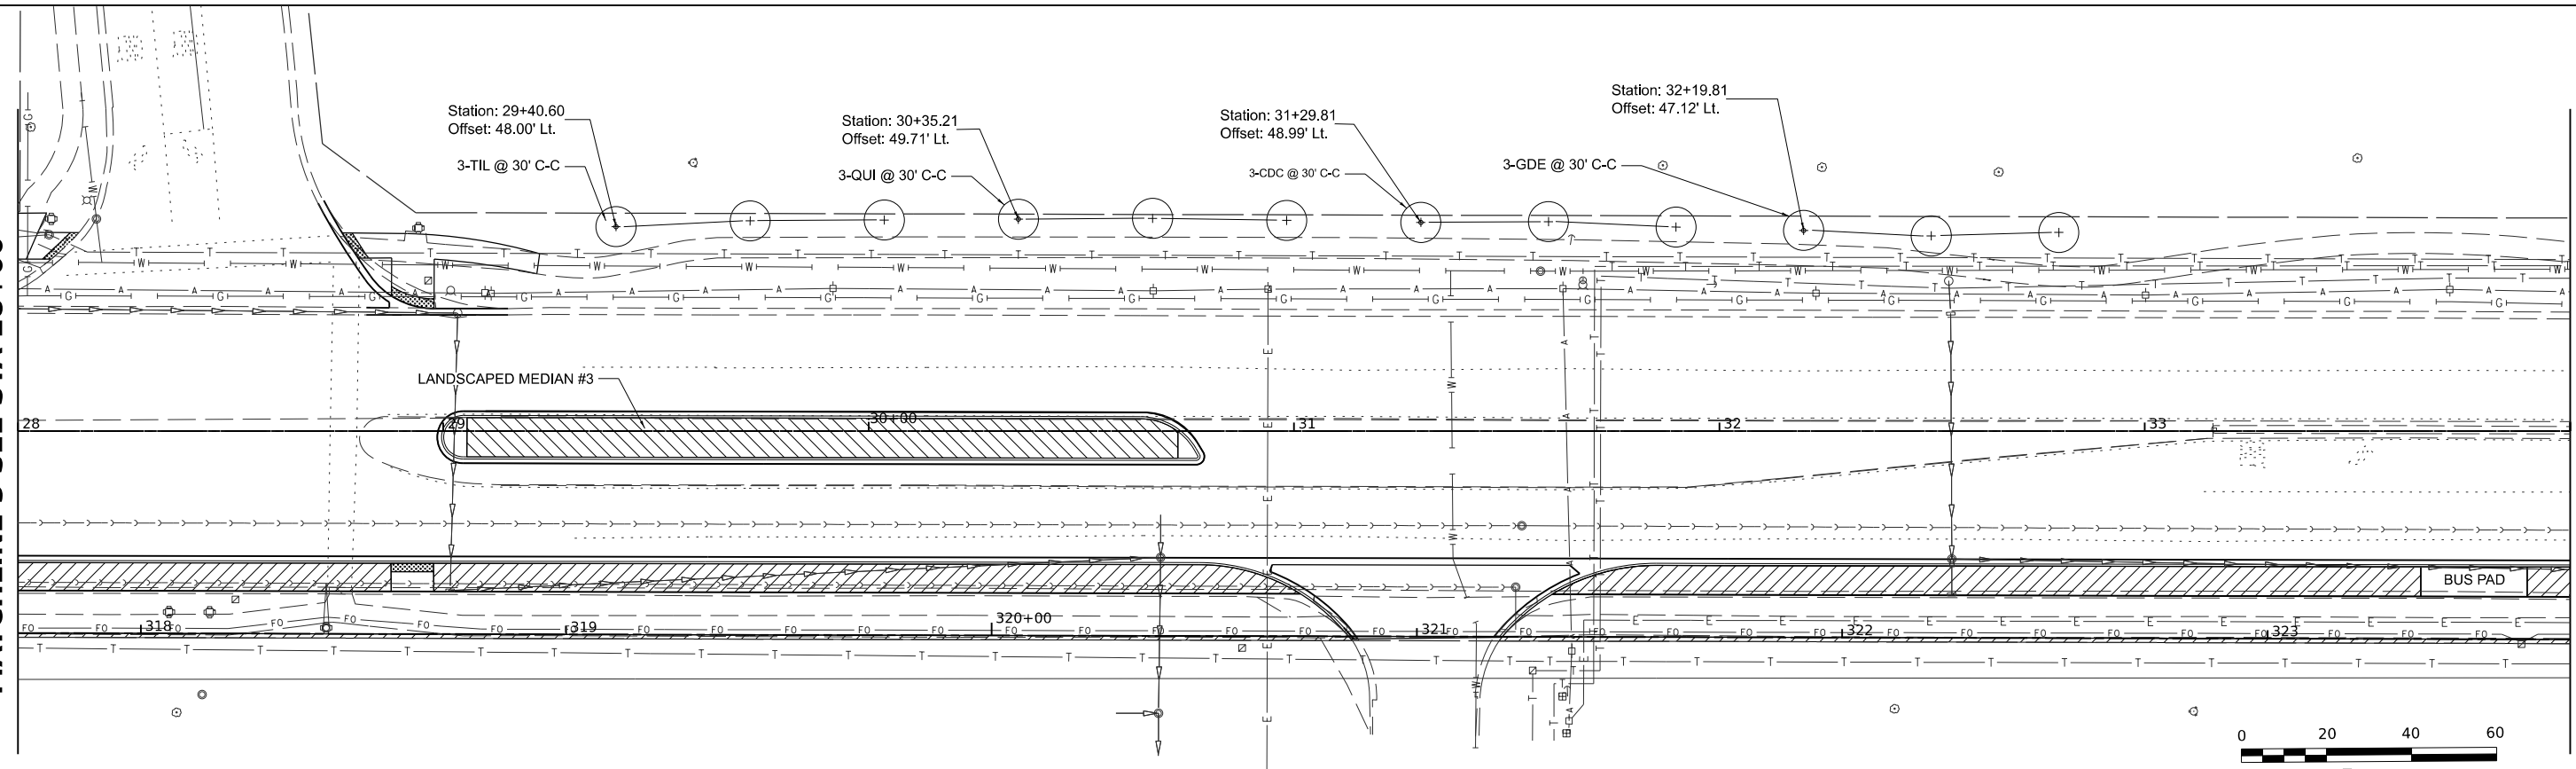 Station: 29+40.60
Offset: 48.00' Lt.
3-TIL @ 30' C-C
Station: 30+35.21
Offset: 49.71' Lt.
3-QUI @ 30' C-C
Station: 31+29.81
Offset: 48.99' Lt.
3-CDC @ 30' C-C
Station: 32+19.81
Offset: 47.12' Lt.
3-GDE @ 30' C-C
LANDSCAPED MEDIAN #3
28
29
30+00
31
32
33
BUS PAD
318
319
320+00
321
322
323
0 20 40 60